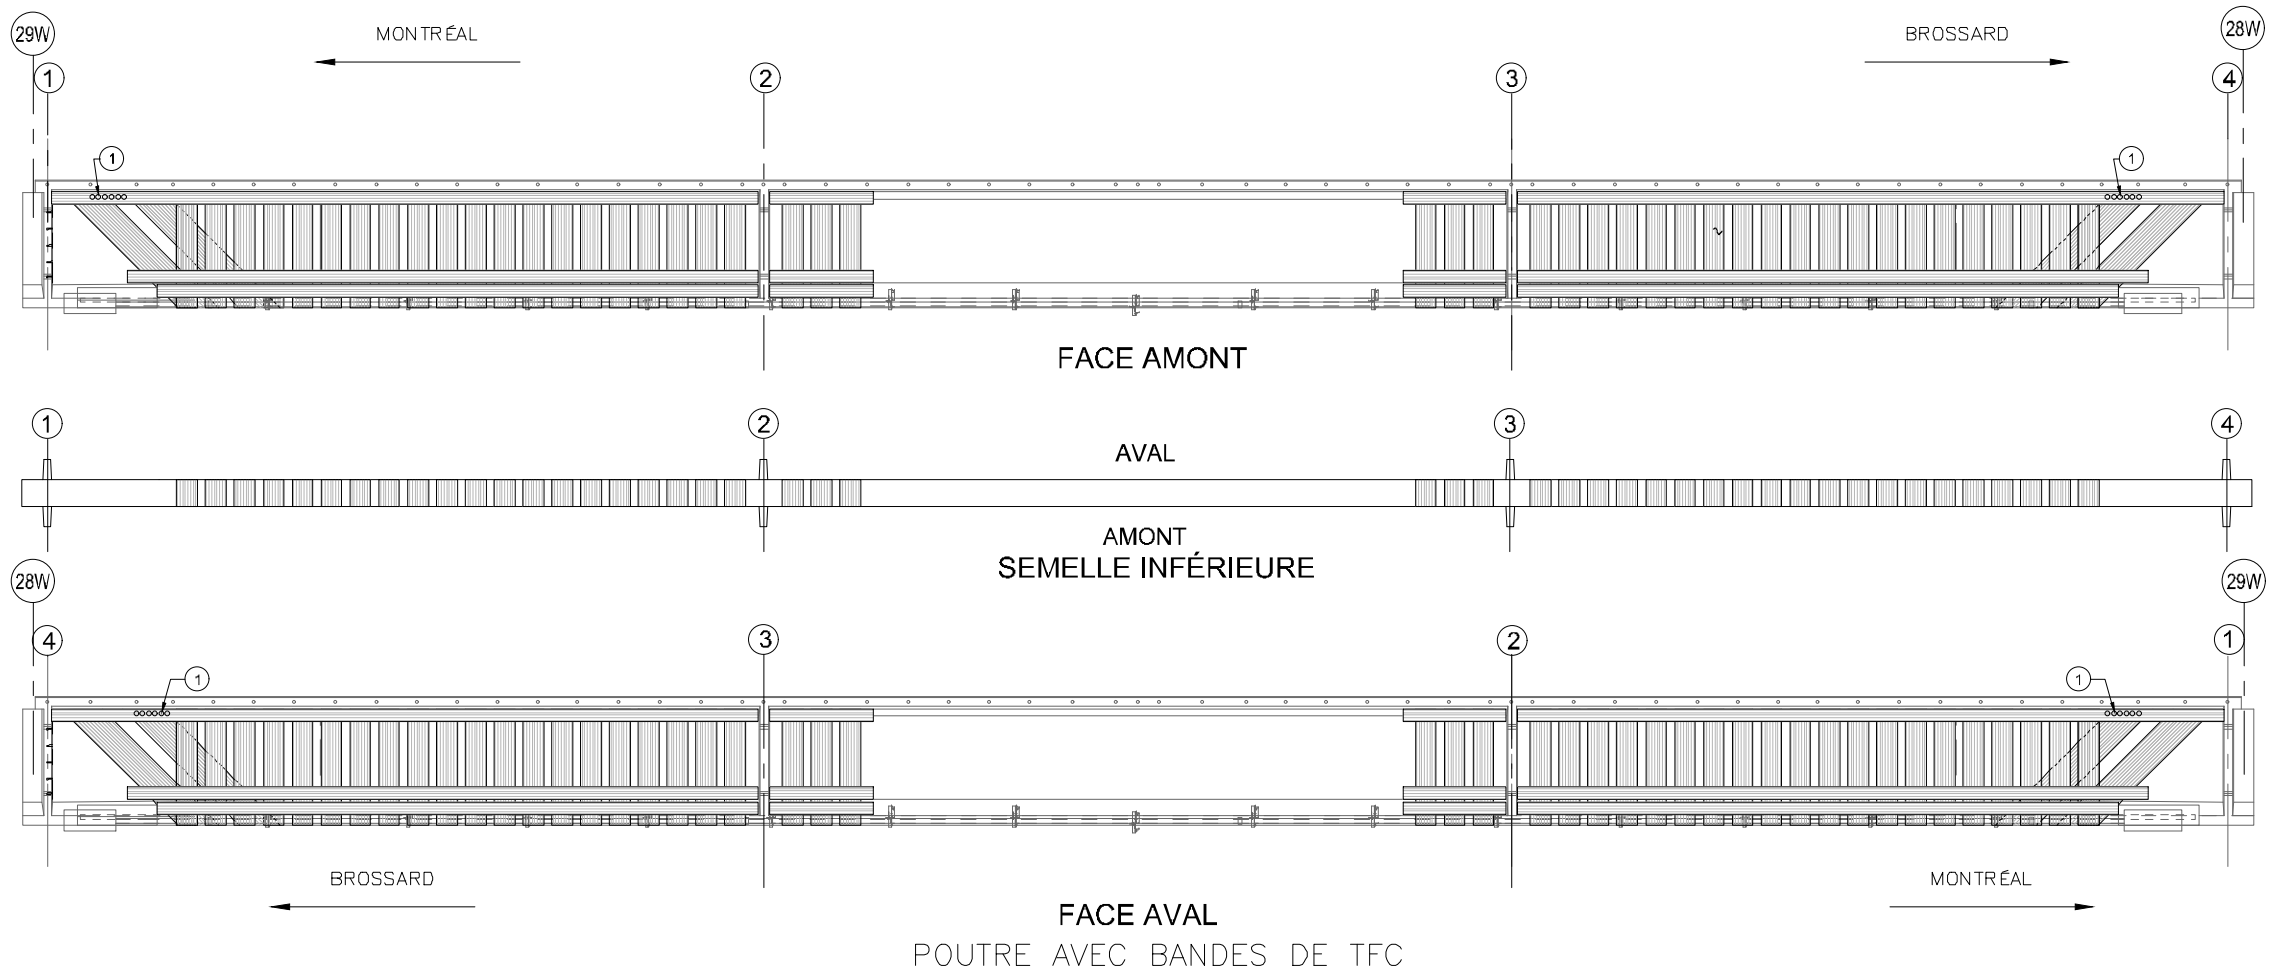 29W
MONTRÉAL
BROSSARD
28W
1
2
3
4
1
1
FACE AMONT
1
2
3
4
AVAL
AMONT
SEMELLE INFÉRIEURE
28W
29W
4
3
2
1
1
1
BROSSARD
MONTRÉAL
FACE AVAL
POUTRE AVEC BANDES DE TFC